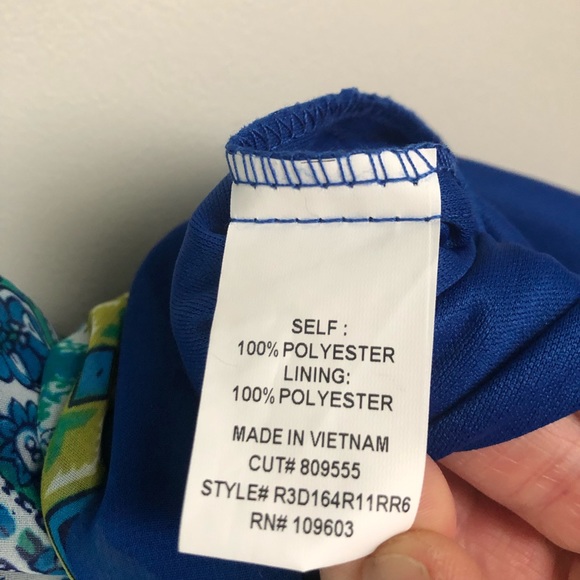 SELF :
100% POLYESTER
LINING:
100% POLYESTER
MADE IN VIETNAM
CUT# 809555
STYLE# R3D164R11RR6
RN# 109603